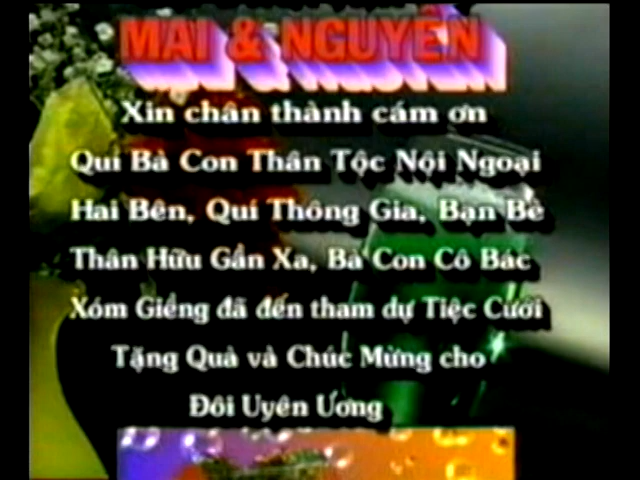 MAI & NGUYÊN
Xin chân thành cám ơn
Quí Bà Con Thân Tộc Nội Ngoại
Hai Bên, Quí Thông Gia, Bạn Bè
Thân Hữu Gần Xa, Bà Con Cô Bác
Xóm Giềng đã đến tham dự Tiệc Cưới
Tặng Quà và Chúc Mừng cho
Đôi Uyên Ương